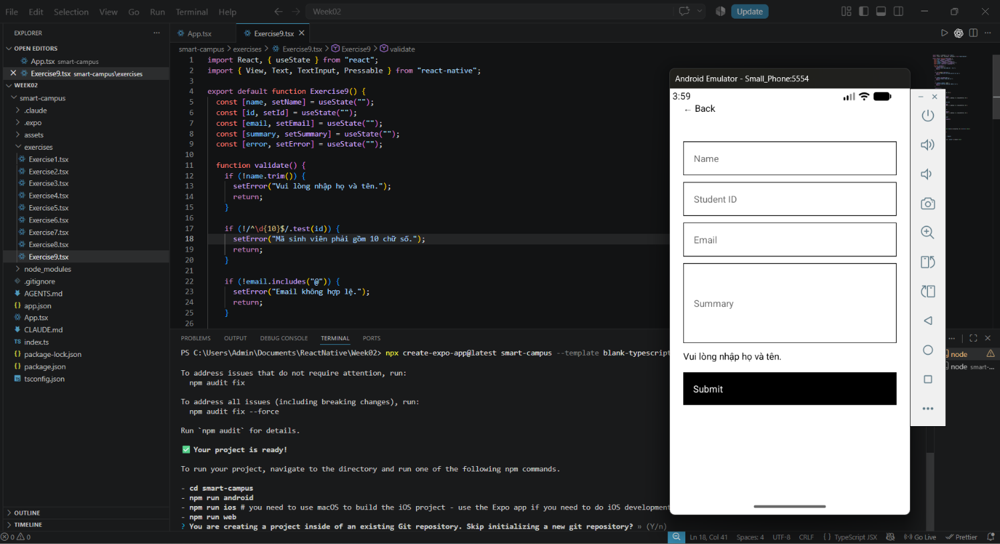 File Edit Selection View Go Run Terminal Help
Week02
Update
EXPLORER
OPEN EDITORS
App.tsx smart-campus
Exercise9.tsx smart-campus\exercises
WEEK02
smart-campus
.claude
.expo
assets
exercises
Exercise1.tsx
Exercise2.tsx
Exercise3.tsx
Exercise4.tsx
Exercise5.tsx
Exercise6.tsx
Exercise7.tsx
Exercise8.tsx
Exercise9.tsx
node_modules
.gitignore
AGENTS.md
app.json
App.tsx
CLAUDE.md
index.ts
package-lock.json
package.json
tsconfig.json
OUTLINE
TIMELINE
App.tsx
Exercise9.tsx
smart-campus > exercises > Exercise9.tsx > Exercise9 > validate
1 import React, { useState } from "react";
2 import { View, Text, TextInput, Pressable } from "react-native";
3
4 export default function Exercise9() {
5 const [name, setName] = useState("");
6 const [id, setId] = useState("");
7 const [email, setEmail] = useState("");
8 const [summary, setSummary] = useState("");
9 const [error, setError] = useState("");
10
11 function validate() {
12 if (!name.trim()) {
13 setError("Vui lòng nhập họ và tên.");
14 return;
15 }
16
17 if (!/^\d{10}$/.test(id)) {
18 setError("Mã sinh viên phải gồm 10 chữ số.");
19 return;
20 }
21
22 if (!email.includes("@")) {
23 setError("Email không hợp lệ.");
24 return;
25 }
26
PROBLEMS OUTPUT DEBUG CONSOLE TERMINAL PORTS
PS C:\Users\Admin\Documents\ReactNative\Week02> npx create-expo-app@latest smart-campus --template blank-typescript
To address issues that do not require attention, run:
npm audit fix
To address all issues (including breaking changes), run:
npm audit fix --force
Run `npm audit` for details.
✅ Your project is ready!
To run your project, navigate to the directory and run one of the following npm commands.
- cd smart-campus
- npm run android
- npm run ios # you need to use macOS to build the iOS project - use the Expo app if you need to do iOS development
- npm run web
? You are creating a project inside of an existing Git repository. Skip initializing a new git repository? » (Y/n)
node
node smart-...
Android Emulator - Small_Phone:5554
3:59
← Back
Name
Student ID
Email
Summary
Vui lòng nhập họ và tên.
Submit
0 0
Ln 18, Col 41 Spaces: 4 UTF-8 CRLF { } TypeScript JSX Go Live Prettier